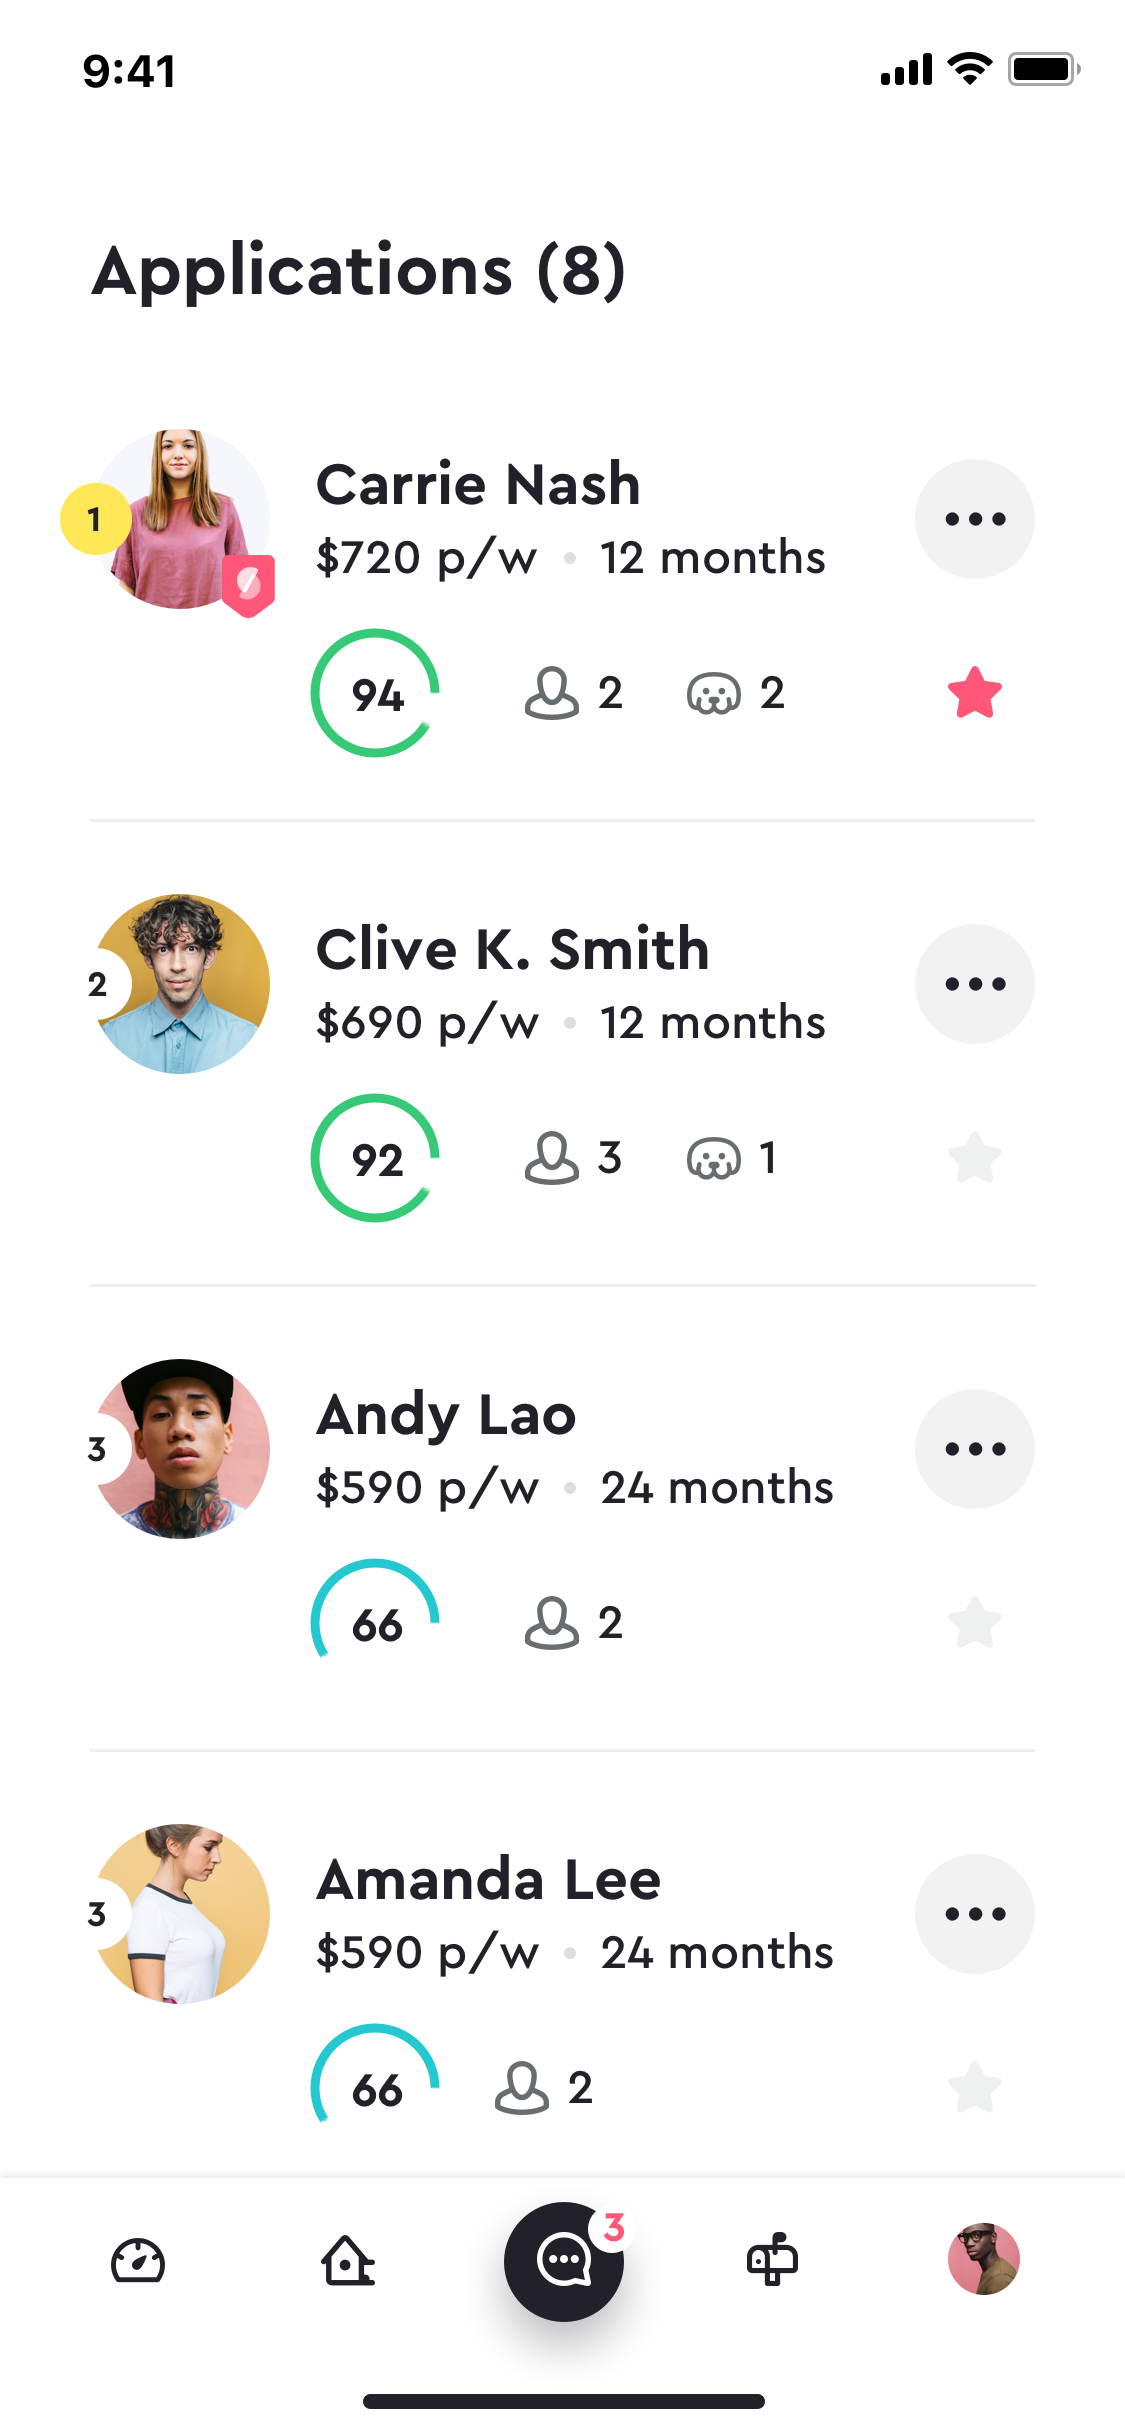 9:41
Applications (8)
1
Carrie Nash
$720 p/w • 12 months
94 2 2
2
Clive K. Smith
$690 p/w • 12 months
92 3 1
3
Andy Lao
$590 p/w • 24 months
66 2
3
Amanda Lee
$590 p/w • 24 months
66 2
3